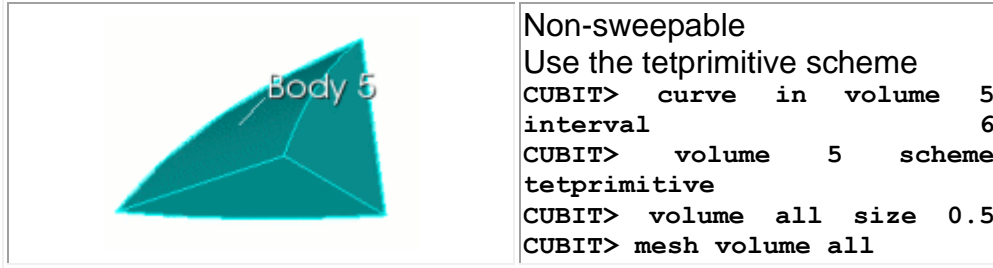 Body 5
Non-sweepable
Use the tetprimitive scheme
CUBIT> curve in volume 5
interval 6
CUBIT> volume 5 scheme
tetprimitive
CUBIT> volume all size 0.5
CUBIT> mesh volume all